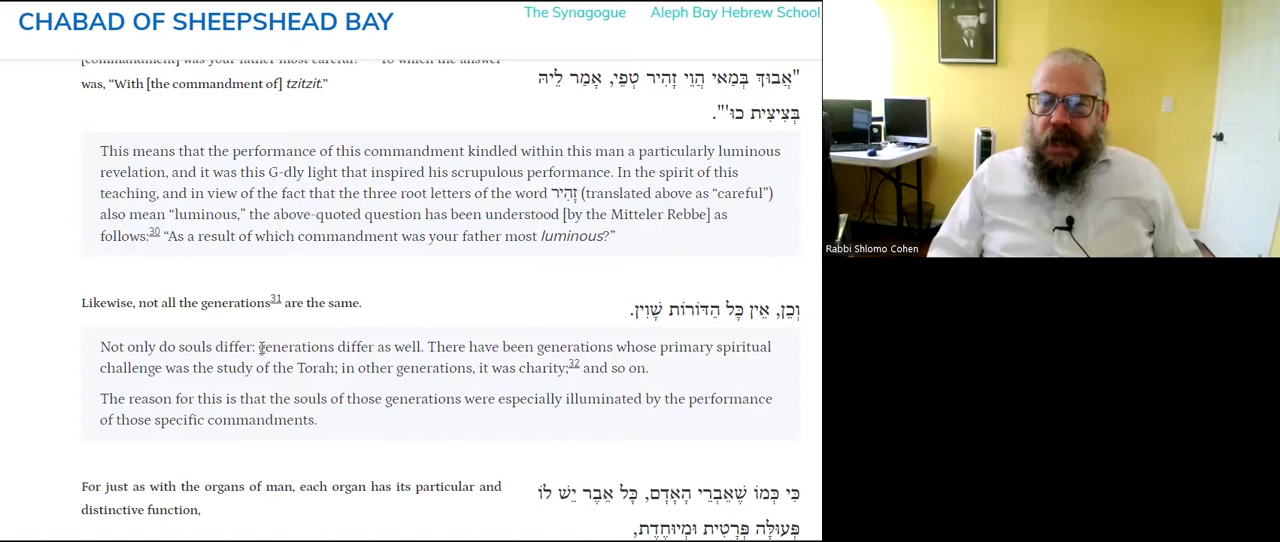 CHABAD OF SHEEPSHEAD BAY
The Synagogue
Aleph Bay Hebrew School
was, “With [the commandment of] tzitzit.”
"אֲבוּךְ בְּמַאי הֲוֵי זָהִיר טְפֵי, אָמַר לֵיהּ
בְּצִיצִית כוּ'".
This means that the performance of this commandment kindled within this man a particularly luminous
revelation, and it was this G-dly light that inspired his scrupulous performance. In the spirit of this
teaching, and in view of the fact that the three root letters of the word זָהִיר (translated above as “careful”)
also mean “luminous,” the above-quoted question has been understood [by the Mitteler Rebbe] as
follows:30 “As a result of which commandment was your father most luminous?”
Likewise, not all the generations31 are the same.
וְכֵן, אֵין כָּל הַדּוֹרוֹת שָׁוִין.
Not only do souls differ: generations differ as well. There have been generations whose primary spiritual
challenge was the study of the Torah; in other generations, it was charity;32 and so on.
The reason for this is that the souls of those generations were especially illuminated by the performance
of those specific commandments.
For just as with the organs of man, each organ has its particular and
distinctive function,
כִּי כְּמוֹ שֶׁאֵבְרֵי הָאָדָם, כָּל אֵבֶר יֵשׁ לוֹ
פְּעוּלָּה פְּרָטִית וּמְיוּחֶדֶת,
Rabbi Shlomo Cohen